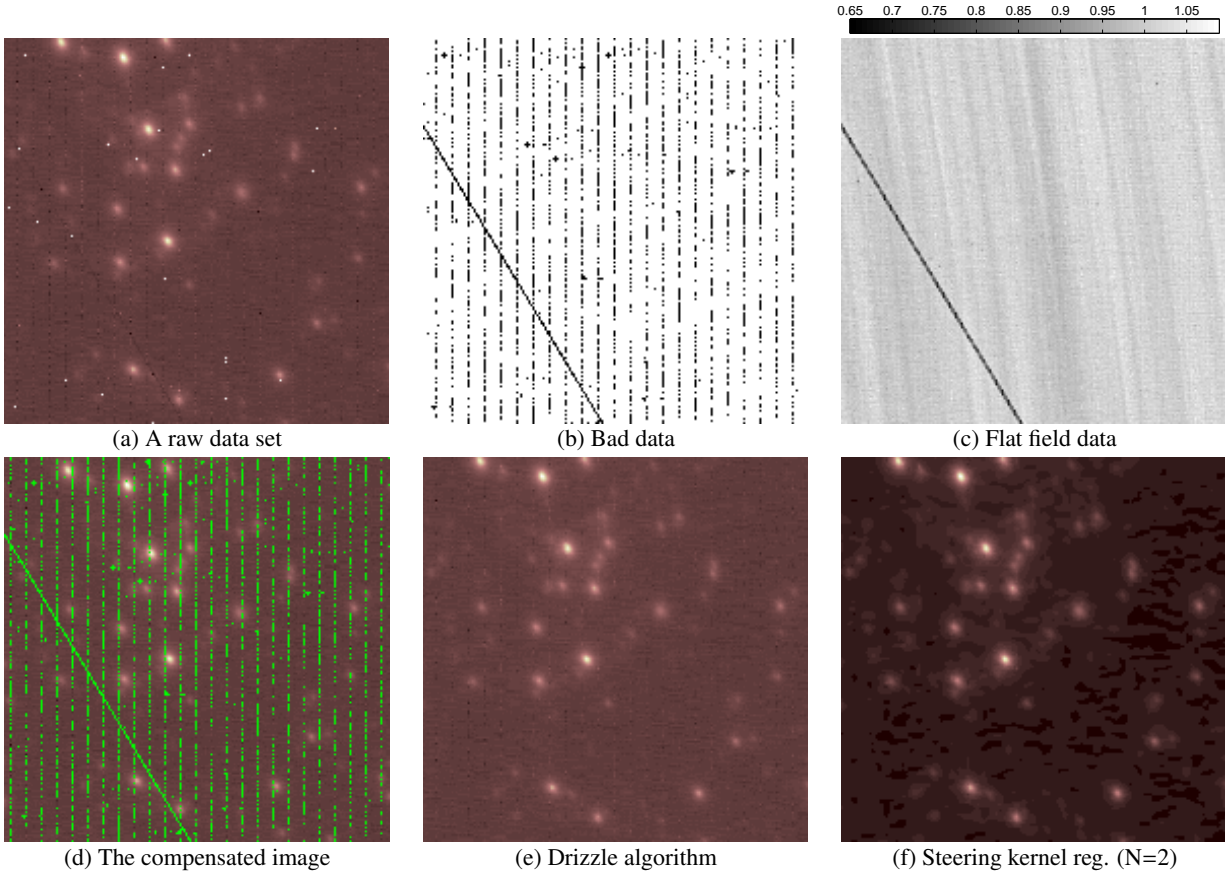 0.65 0.7 0.75 0.8 0.85 0.9 0.95 1 1.05
(a) A raw data set
(b) Bad data
(c) Flat field data
(d) The compensated image
(e) Drizzle algorithm
(f) Steering kernel reg. (N=2)